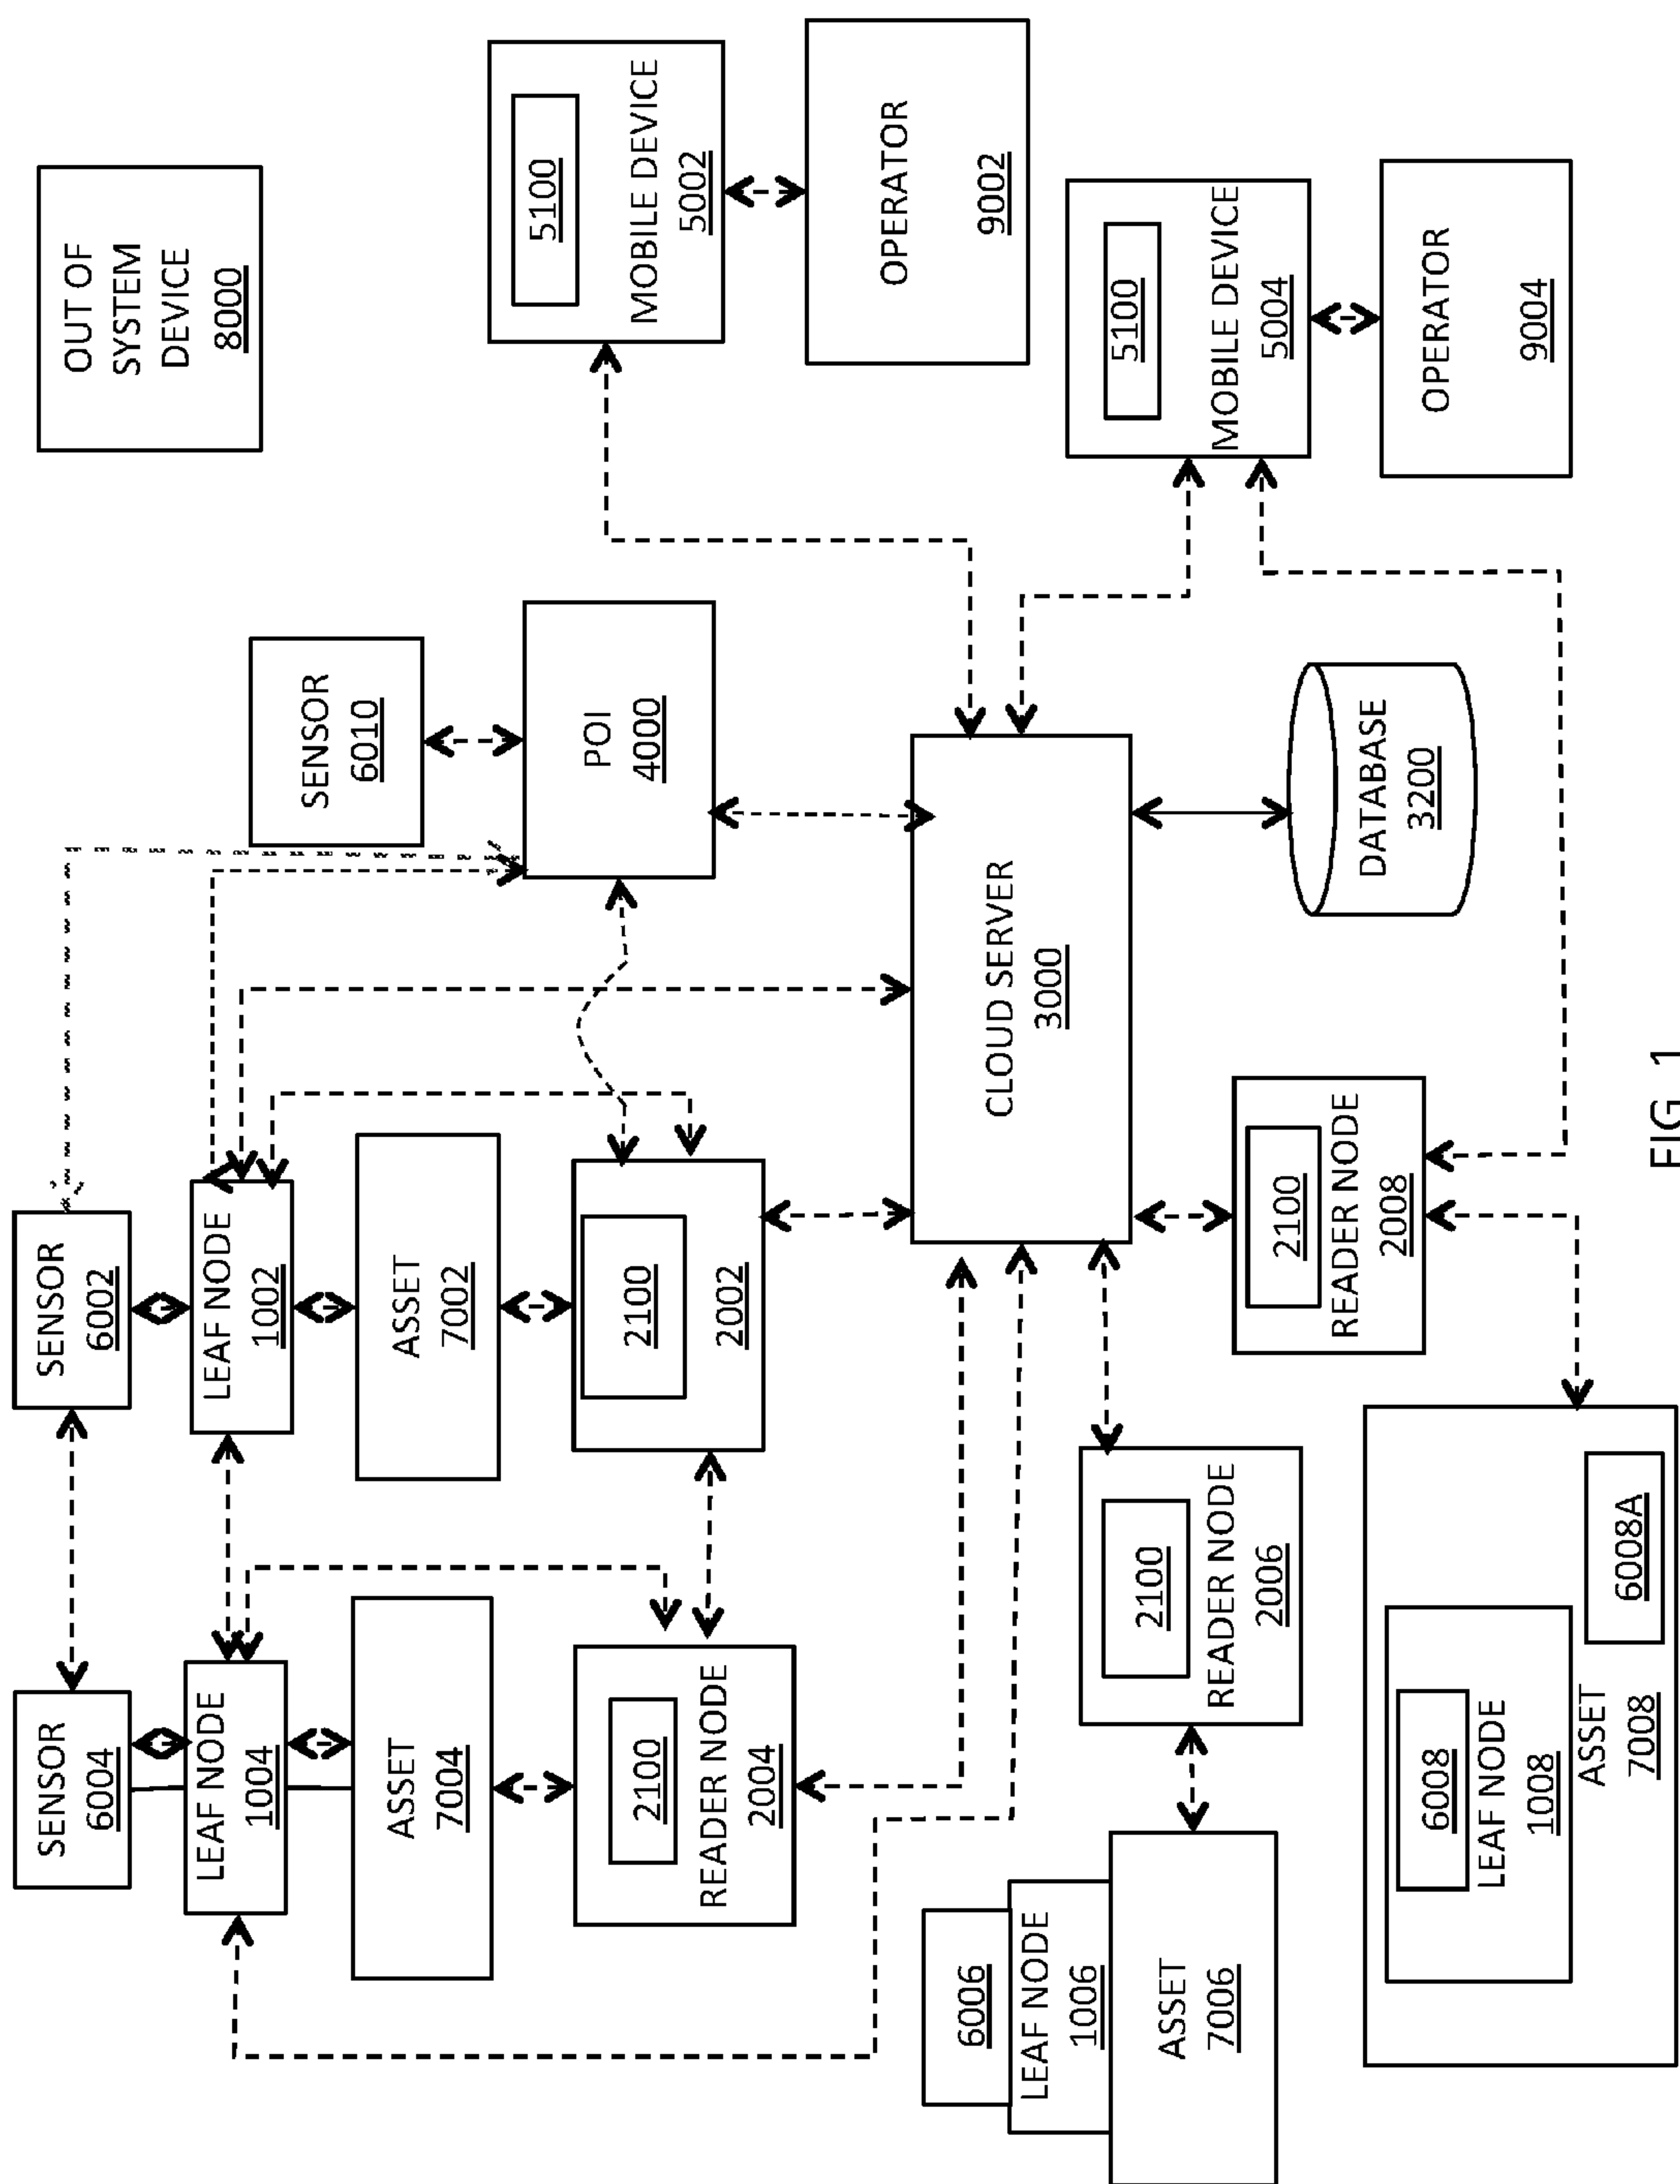 SENSOR
6004
SENSOR
6002
OUT OF
SYSTEM
DEVICE
8000
LEAF NODE
1004
LEAF NODE
1002
SENSOR
6010
ASSET
7004
ASSET
7002
POI
4000
5100
MOBILE DEVICE
5002
2100
READER NODE
2004
2100
2002
OPERATOR
9002
6006
LEAF NODE
1006
ASSET
7006
CLOUD SERVER
3000
2100
READER NODE
2006
5100
MOBILE DEVICE
5004
2100
READER NODE
2008
DATABASE
3200
OPERATOR
9004
6008
LEAF NODE
1008
6008A
ASSET
7008
FIG. 1